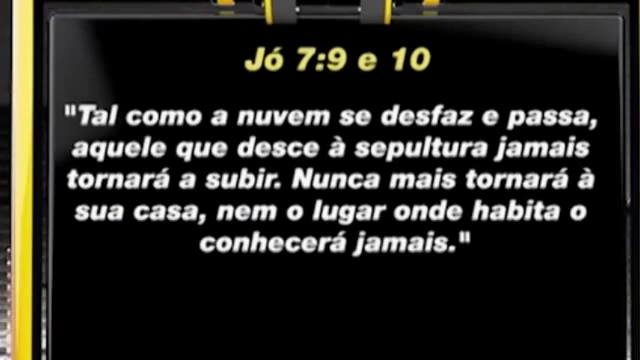 Jó 7:9 e 10
"Tal como a nuvem se desfaz e passa,
aquele que desce à sepultura jamais
tornará a subir. Nunca mais tornará à
sua casa, nem o lugar onde habita o
conhecerá jamais."